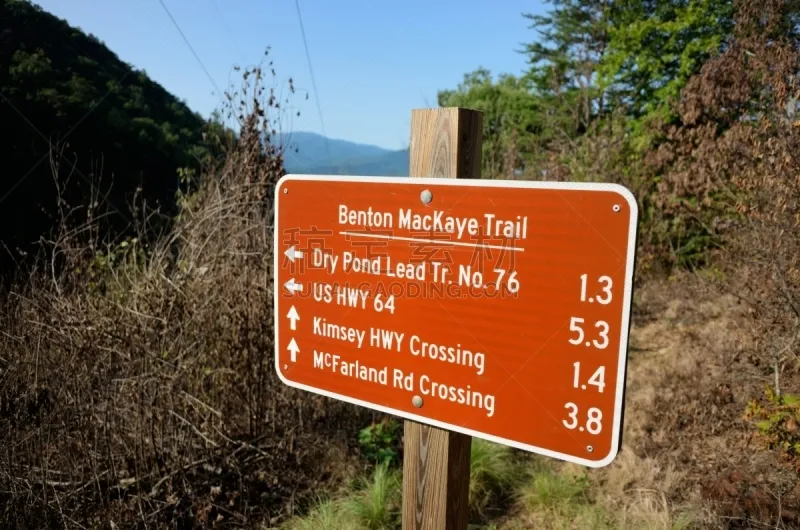 Benton MacKaye Trail
← Dry Pond Lead Tr. No. 76 1.3
← US HWY 64 5.3
↑ Kimsey HWY Crossing 1.4
↑ McFarland Rd Crossing 3.8